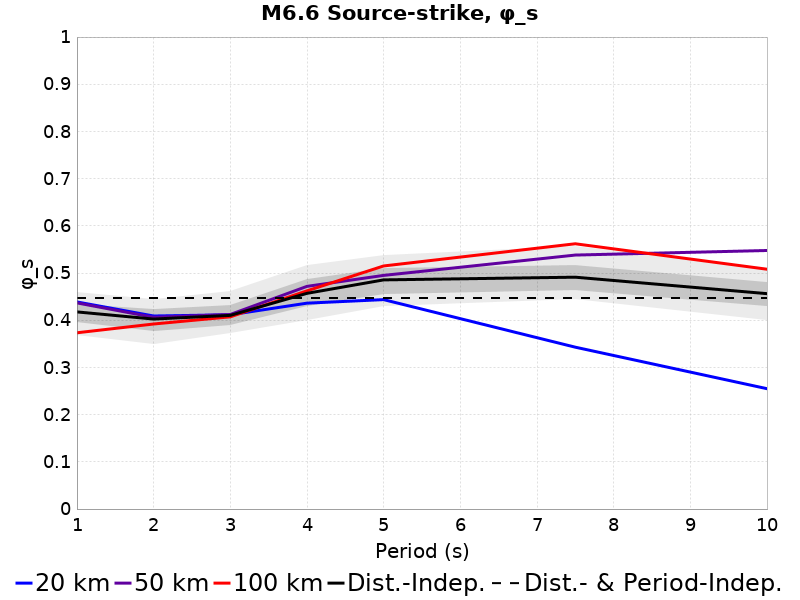 M6.6 Source-strike, φ_s
1
0.9
0.8
0.7
0.6
0.5
0.4
0.3
0.2
0.1
0
φ_s
1 2 3 4 5 6 7 8 9 10
Period (s)
20 km 50 km 100 km Dist.-Indep. Dist.- & Period-Indep.